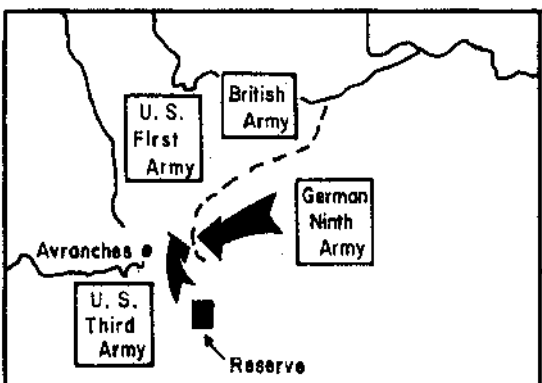 U. S.
First
Army
British
Army
German
Ninth
Army
Avranches
U. S.
Third
Army
Reserve